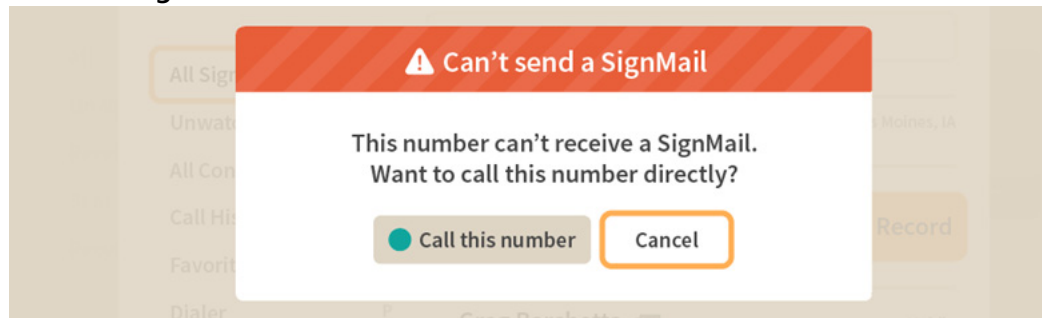 Can't send a SignMail
This number can't receive a SignMail.
Want to call this number directly?
Call this number
Cancel
All Sign
Unwat
All Con
Call His
Favorit
Dialer
Moines, IA
Record
P